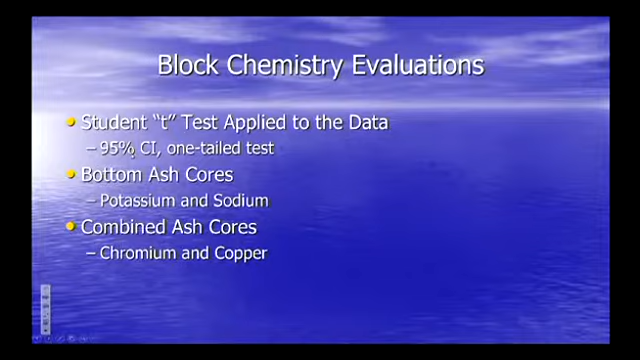 Block Chemistry Evaluations
Student “t” Test Applied to the Data
– 95% CI, one-tailed test
Bottom Ash Cores
– Potassium and Sodium
Combined Ash Cores
– Chromium and Copper